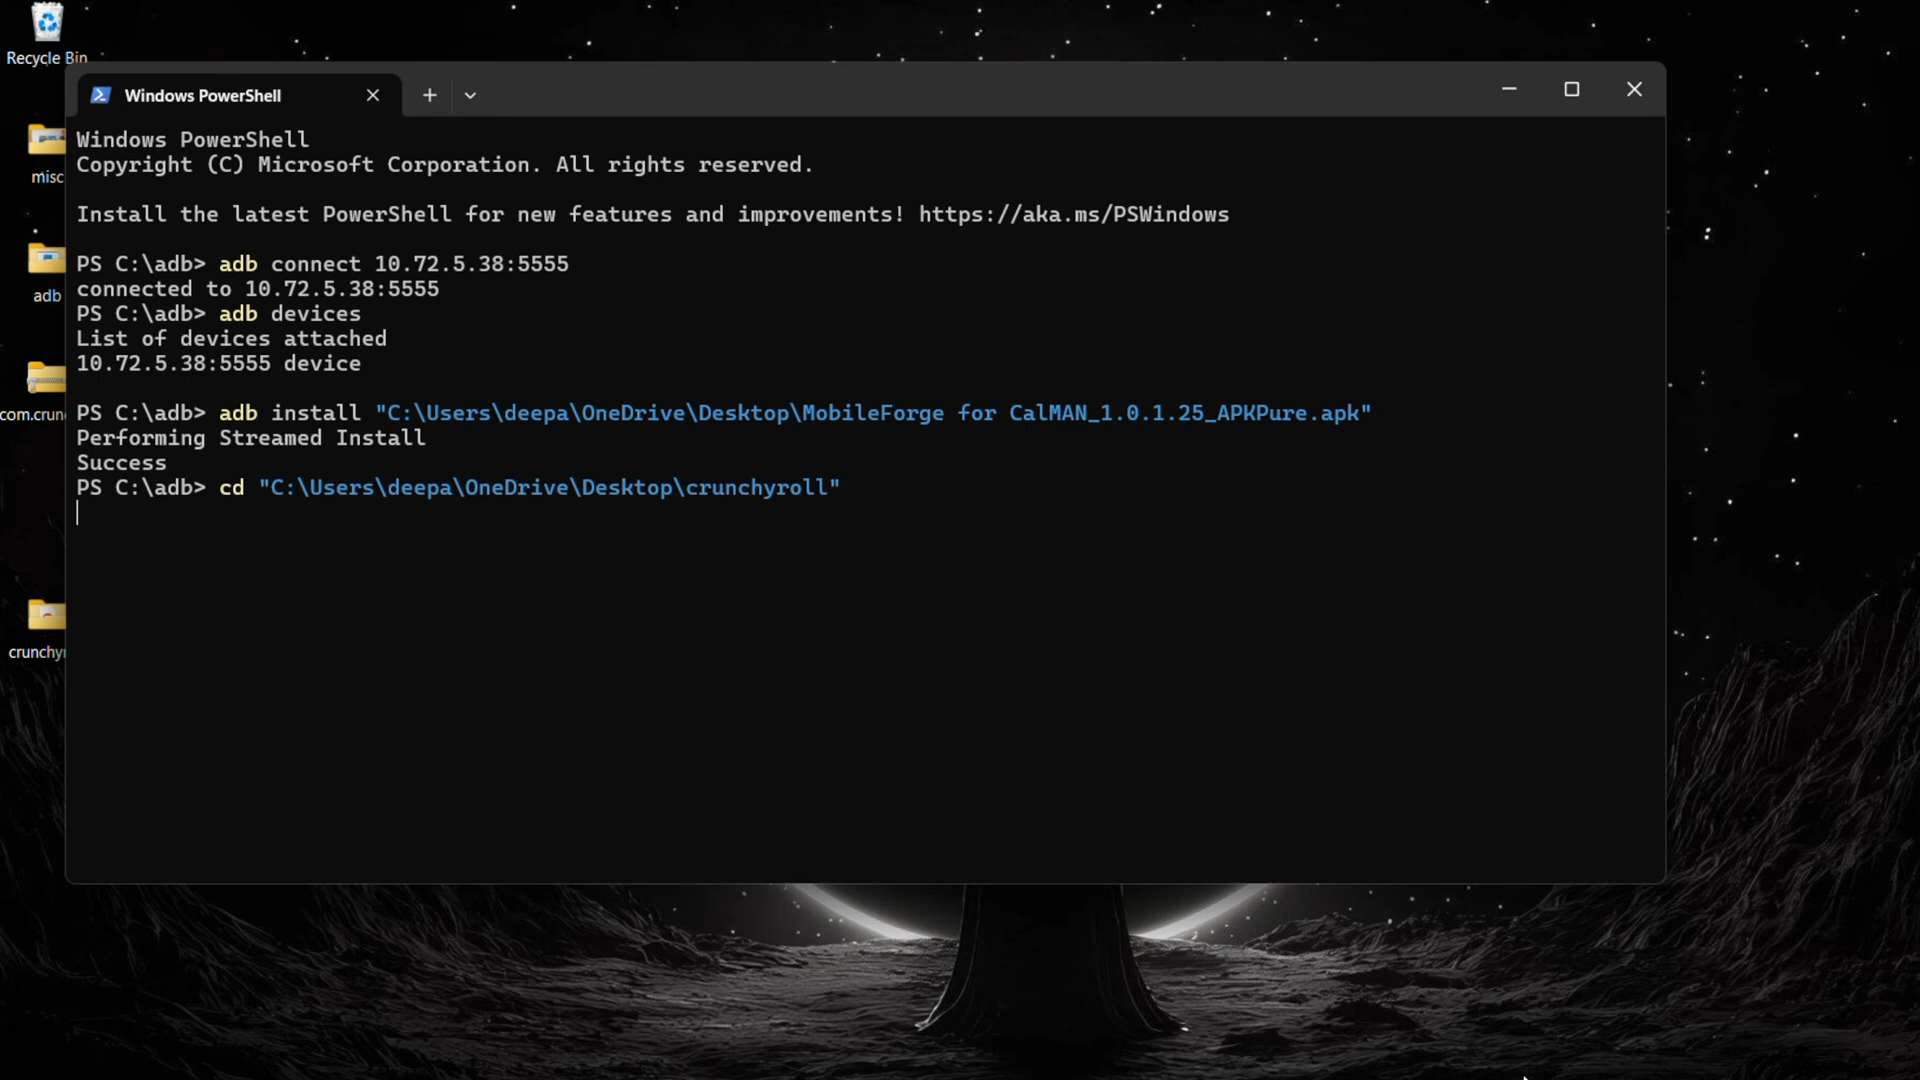 Recycle Bin
misc
adb
com.crun
crunchyr
Windows PowerShell
Windows PowerShell
Copyright (C) Microsoft Corporation. All rights reserved.
Install the latest PowerShell for new features and improvements! https://aka.ms/PSWindows
PS C:\adb> adb connect 10.72.5.38:5555
connected to 10.72.5.38:5555
PS C:\adb> adb devices
List of devices attached
10.72.5.38:5555 device
PS C:\adb> adb install "C:\Users\deepa\OneDrive\Desktop\MobileForge for CalMAN_1.0.1.25_APKPure.apk"
Performing Streamed Install
Success
PS C:\adb> cd "C:\Users\deepa\OneDrive\Desktop\crunchyroll"